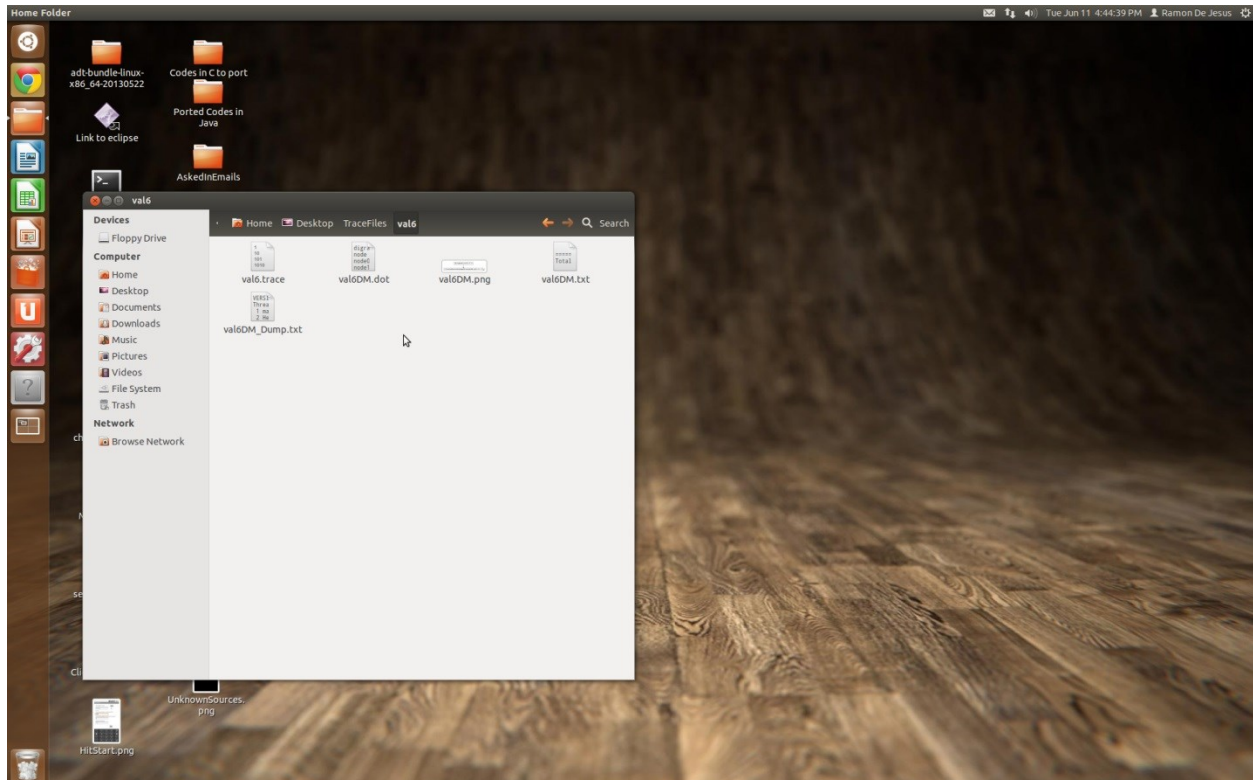 Home Folder
Tue Jun 11 4:44:39 PM Ramon De Jesus
adt-bundle-linux-
x86_64-20130522
Codes in C to port
Ported Codes in
Java
Link to eclipse
AskedInEmails
val6
Devices
Floppy Drive
Computer
Home
Desktop
Documents
Downloads
Music
Pictures
Videos
File System
Trash
Network
Browse Network
Home Desktop TraceFiles val6 Search
val6.trace
val6DM.dot
val6DM.png
val6DM.txt
val6DM_Dump.txt
ch
se
Cli
UnknownSources.
png
HitStart.png